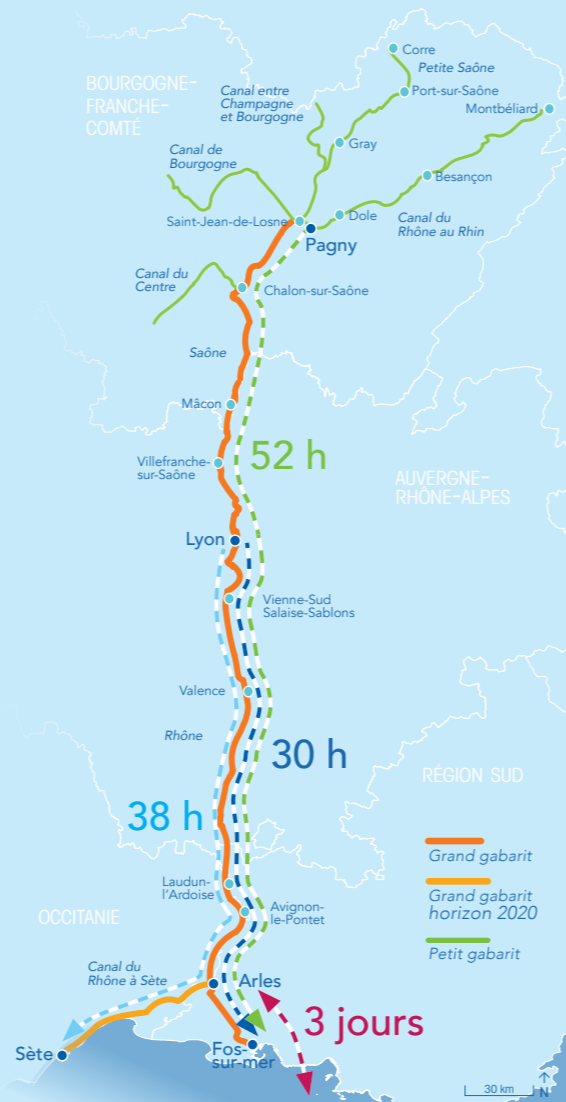 Corre
Petite Saône
BOURGOGNE-
FRANCHE-
COMTÉ
Canal entre
Champagne
et Bourgogne
Port-sur-Saône
Montbéliard
Gray
Canal de
Bourgogne
Besançon
Saint-Jean-de-Losne
Dole
Canal du
Rhône au Rhin
Pagny
Canal du
Centre
Chalon-sur-Saône
Saône
Mâcon
Villefranche-
sur-Saône
52 h
AUVERGNE-
RHÔNE-ALPES
Lyon
Vienne-Sud
Salaise-Sablons
Valence
Rhône
30 h
RÉGION SUD
38 h
Grand gabarit
Grand gabarit
horizon 2020
Petit gabarit
Laudun-
l'Ardoise
Avignon-
le-Pontet
OCCITANIE
Canal du
Rhône à Sète
Arles
3 jours
Sète
Fos-
sur-mer
30 km
N